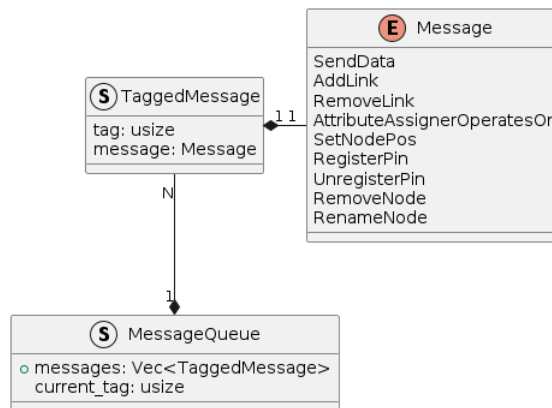 E Message
SendData
AddLink
RemoveLink
AttributeAssignerOperatesOn
SetNodePos
RegisterPin
UnregisterPin
RemoveNode
RenameNode
S TaggedMessage
tag: usize
message: Message
1 1
N
1
S MessageQueue
messages: Vec<TaggedMessage>
current_tag: usize